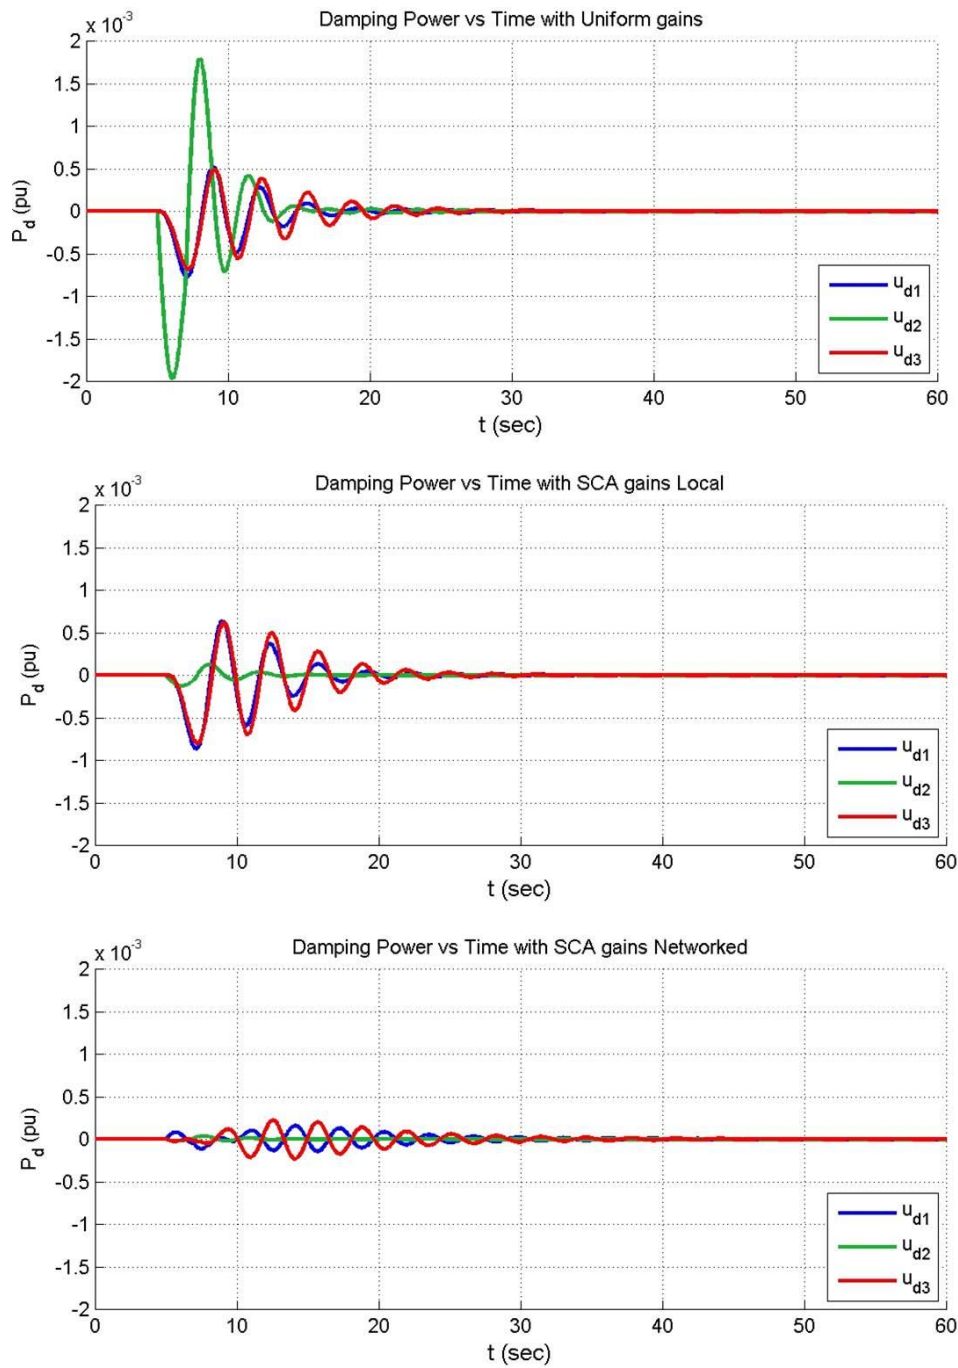 Damping Power vs Time with Uniform gains
x 10-3
2
1.5
1
0.5
0
-0.5
-1
-1.5
-2
Pd (pu)
ud1
ud2
ud3
0 10 20 30 40 50 60
t (sec)
Damping Power vs Time with SCA gains Local
x 10-3
2
1.5
1
0.5
0
-0.5
-1
-1.5
-2
Pd (pu)
ud1
ud2
ud3
0 10 20 30 40 50 60
t (sec)
Damping Power vs Time with SCA gains Networked
x 10-3
2
1.5
1
0.5
0
-0.5
-1
-1.5
-2
Pd (pu)
ud1
ud2
ud3
0 10 20 30 40 50 60
t (sec)